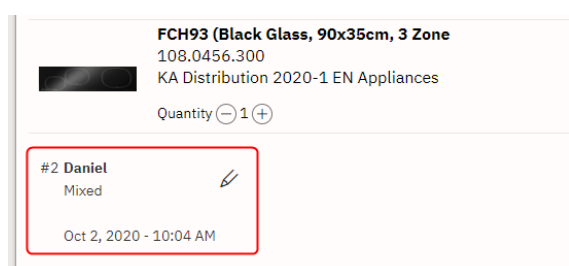 FCH93 (Black Glass, 90x35cm, 3 Zone
108.0456.300
KA Distribution 2020-1 EN Appliances
Quantity 1
#2 Daniel
Mixed
Oct 2, 2020 - 10:04 AM